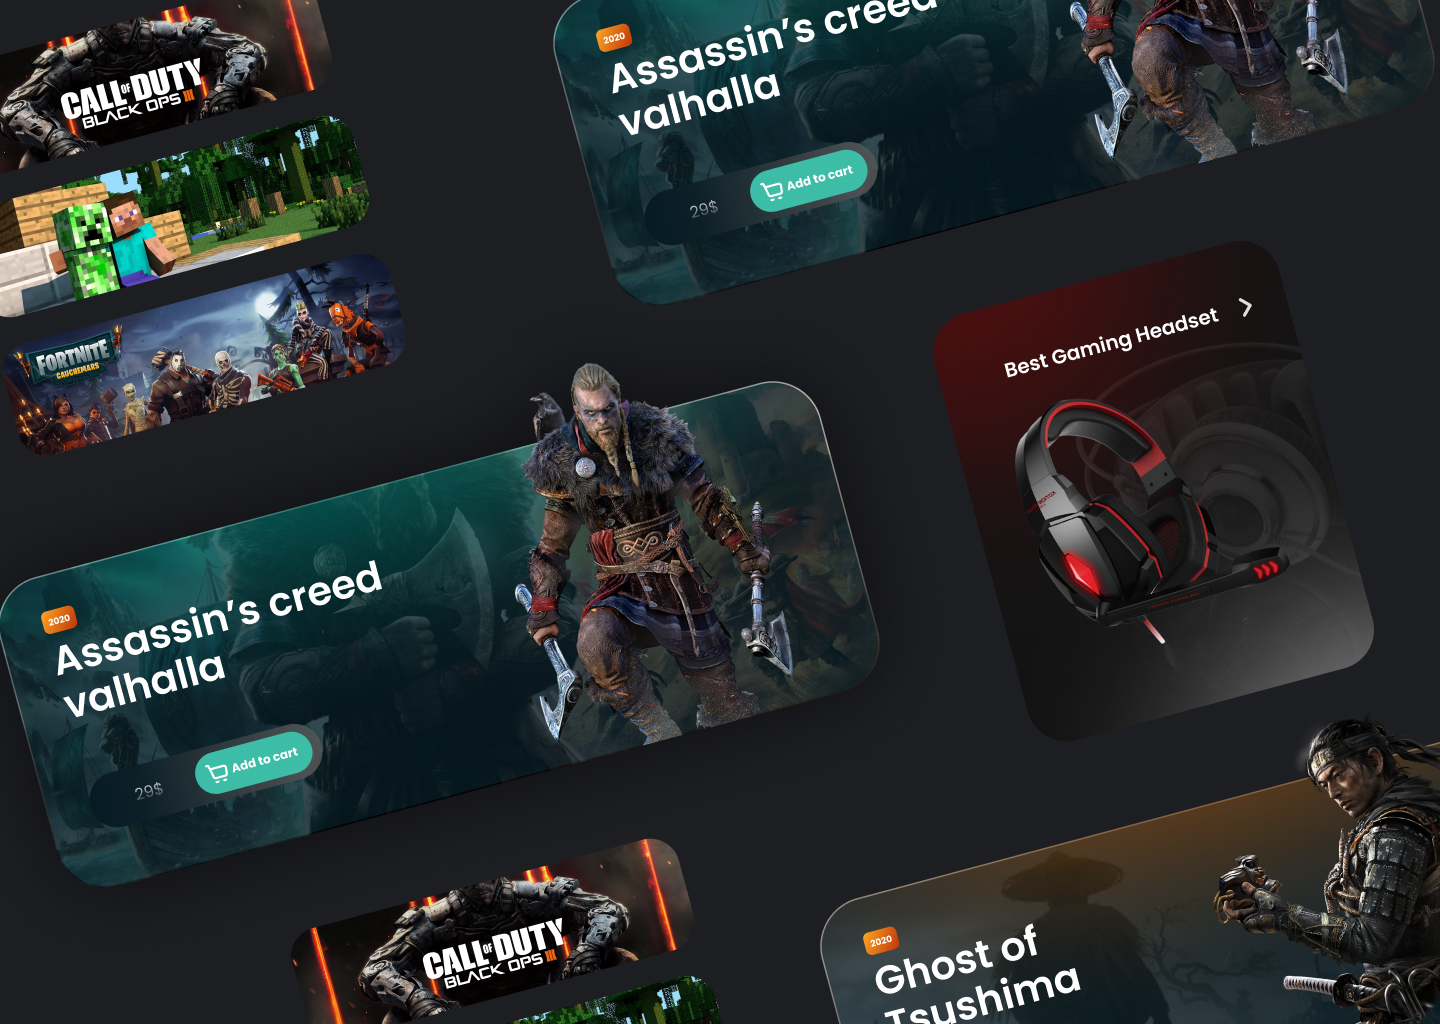 CALL OF DUTY
BLACK OPS III
2020
Assassin’s creed
valhalla
29$
Add to cart
FORTNITE
CAUCHEMARS
Best Gaming Headset
2020
Assassin’s creed
valhalla
29$
Add to cart
CALL OF DUTY
BLACK OPS III
2020
Ghost of
Tsushima